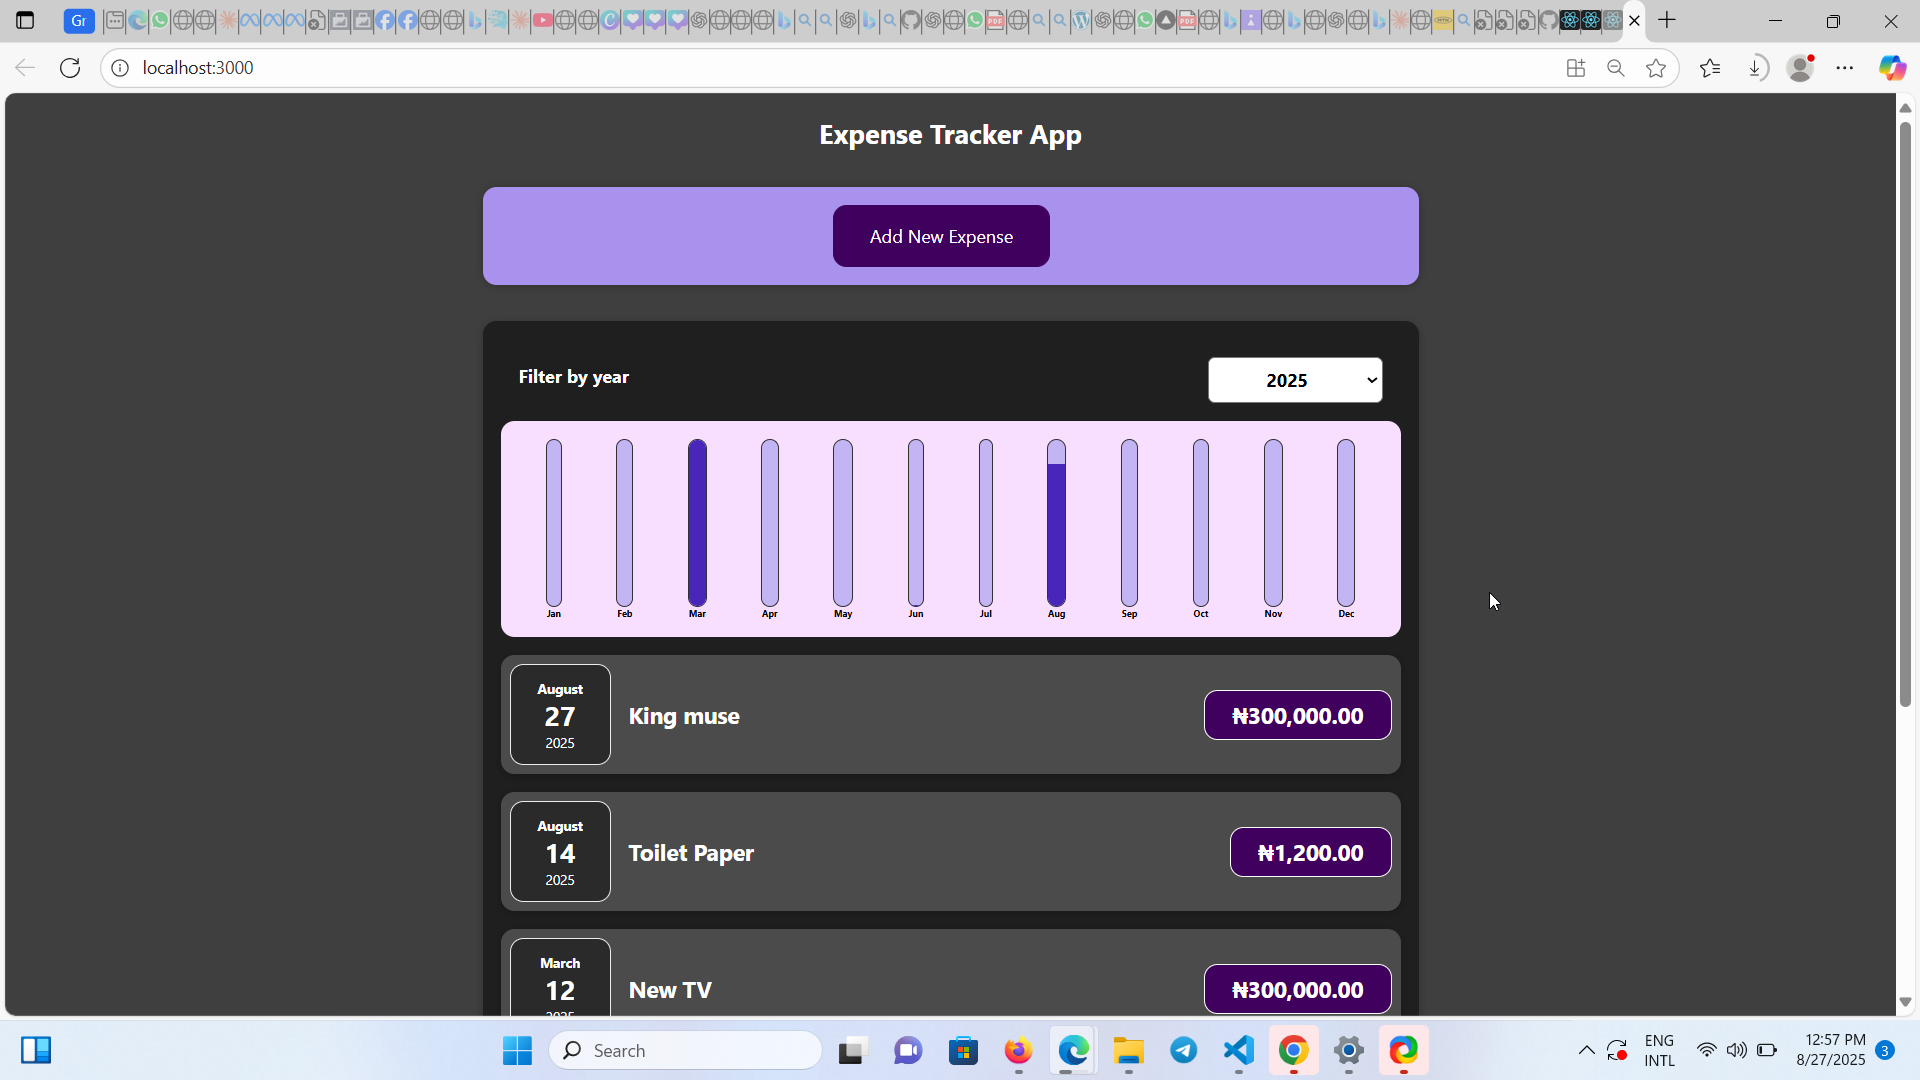 Gr
localhost:3000
Expense Tracker App
Add New Expense
Filter by year
2025
Jan Feb Mar Apr May Jun Jul Aug Sep Oct Nov Dec
August
27
2025
King muse
₦300,000.00
August
14
2025
Toilet Paper
₦1,200.00
March
12
2025
New TV
₦300,000.00
Search
ENG
INTL
12:57 PM
8/27/2025
3